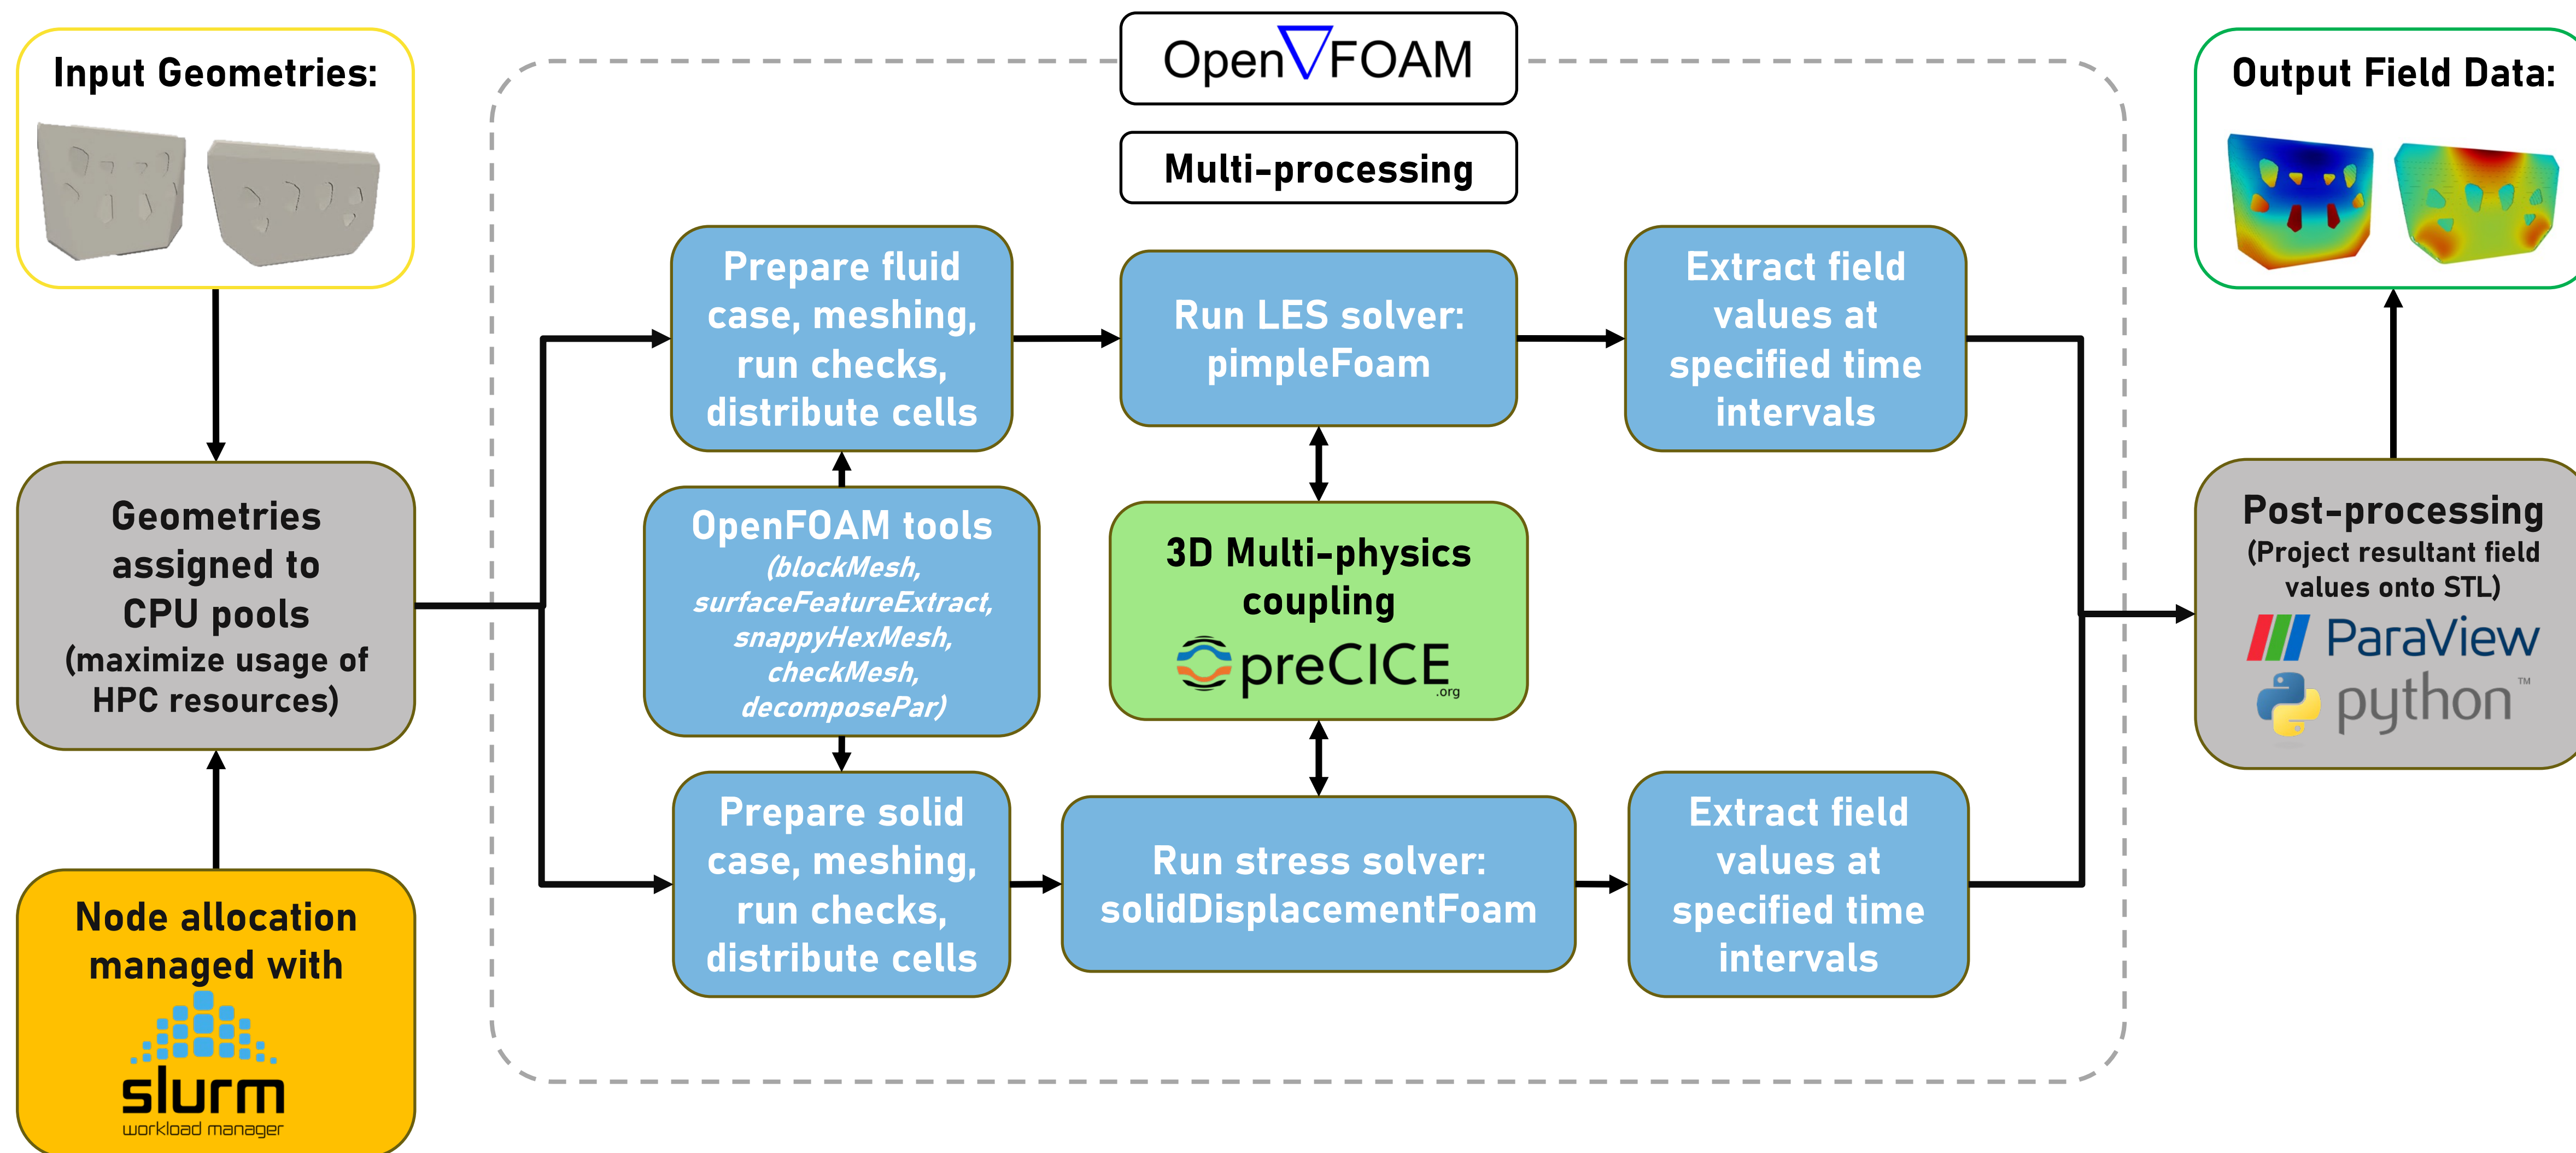 Input Geometries:
Geometries
assigned to
CPU pools
(maximize usage of
HPC resources)
Node allocation
managed with
slurm
workload manager
Open∇FOAM
Multi-processing
Prepare fluid
case, meshing,
run checks,
distribute cells
OpenFOAM tools
(blockMesh,
surfaceFeatureExtract,
snappyHexMesh,
checkMesh,
decomposePar)
Prepare solid
case, meshing,
run checks,
distribute cells
Run LES solver:
pimpleFoam
3D Multi-physics
coupling
preCICE
.org
Run stress solver:
solidDisplacementFoam
Extract field
values at
specified time
intervals
Extract field
values at
specified time
intervals
Output Field Data:
Post-processing
(Project resultant field
values onto STL)
ParaView
python™